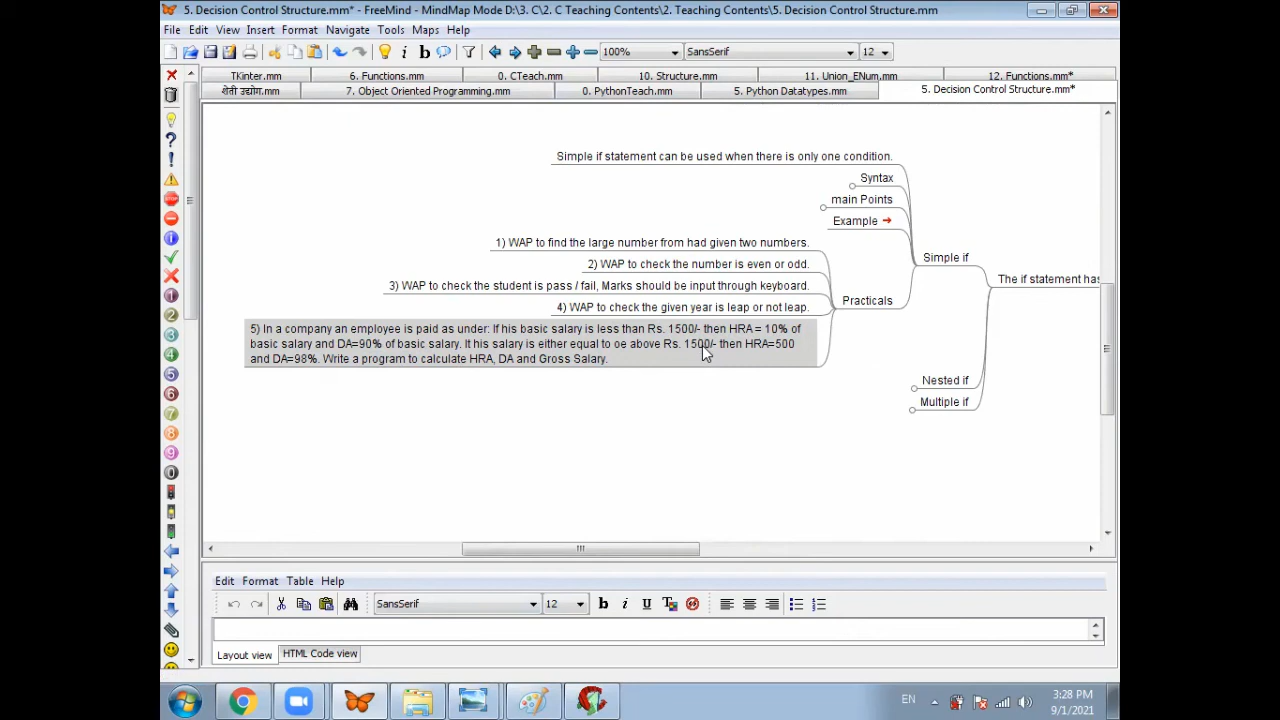 5. Decision Control Structure.mm* - FreeMind - MindMap Mode D:\3. C\2. C Teaching Contents\2. Teaching Contents\5. Decision Control Structure.mm
File Edit View Insert Format Navigate Tools Maps Help
100% SansSerif 12
TKinter.mm 6. Functions.mm 0. CTeach.mm 10. Structure.mm 11. Union_ENum.mm 12. Functions.mm*
शेती उद्योग.mm 7. Object Oriented Programming.mm 0. PythonTeach.mm 5. Python Datatypes.mm 5. Decision Control Structure.mm*
Simple if statement can be used when there is only one condition.
Syntax
main Points
Example
1) WAP to find the large number from had given two numbers.
Simple if
2) WAP to check the number is even or odd.
The if statement has
3) WAP to check the student is pass / fail, Marks should be input through keyboard.
Practicals
4) WAP to check the given year is leap or not leap.
5) In a company an employee is paid as under: If his basic salary is less than Rs. 1500/- then HRA = 10% of
basic salary and DA=90% of basic salary. It his salary is either equal to oe above Rs. 1500/- then HRA=500
and DA=98%. Write a program to calculate HRA, DA and Gross Salary.
Nested if
Multiple if
Edit Format Table Help
SansSerif 12 b i U
Layout view HTML Code view
EN
3:28 PM
9/1/2021